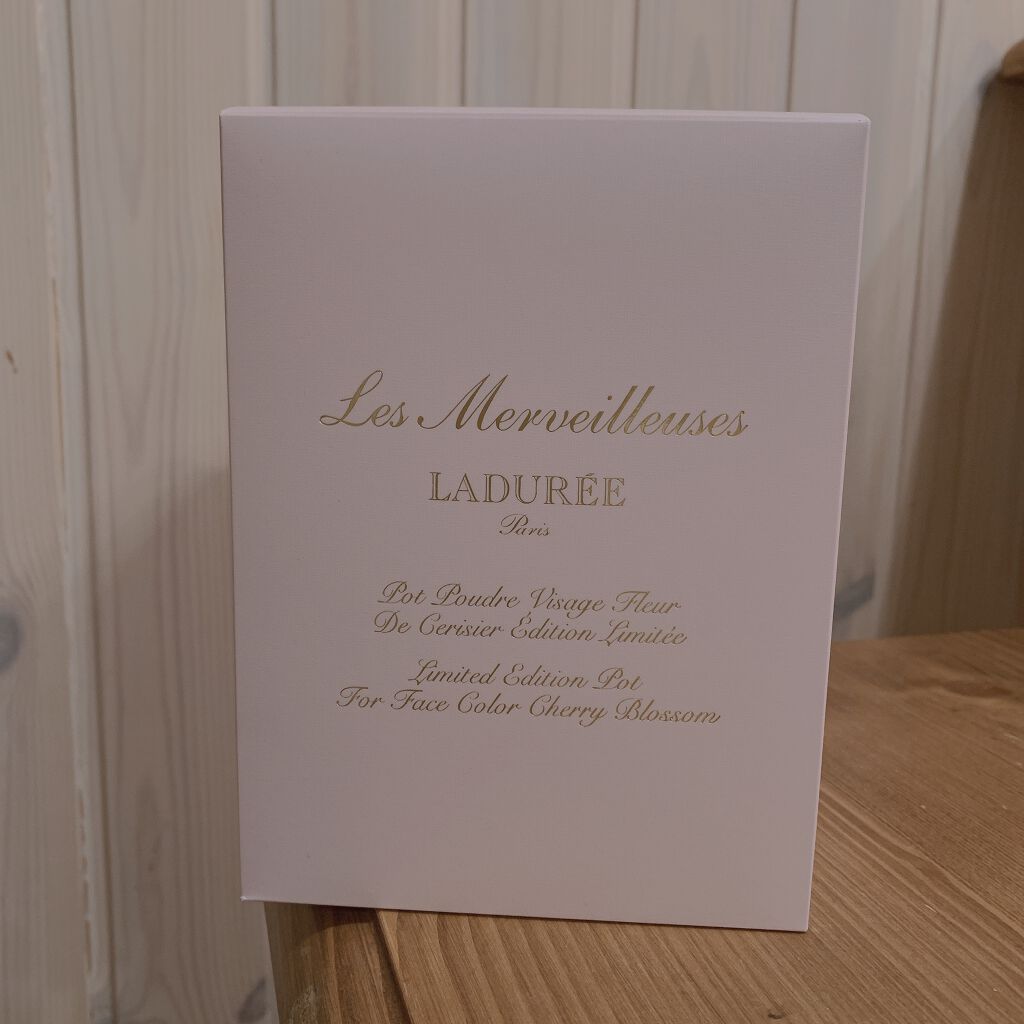 Les Merveilleuses
LADURÉE
Paris
Pot Poudre Visage Fleur
De Cerisier Édition Limitée
Limited Edition Pot
For Face Color Cherry Blossom